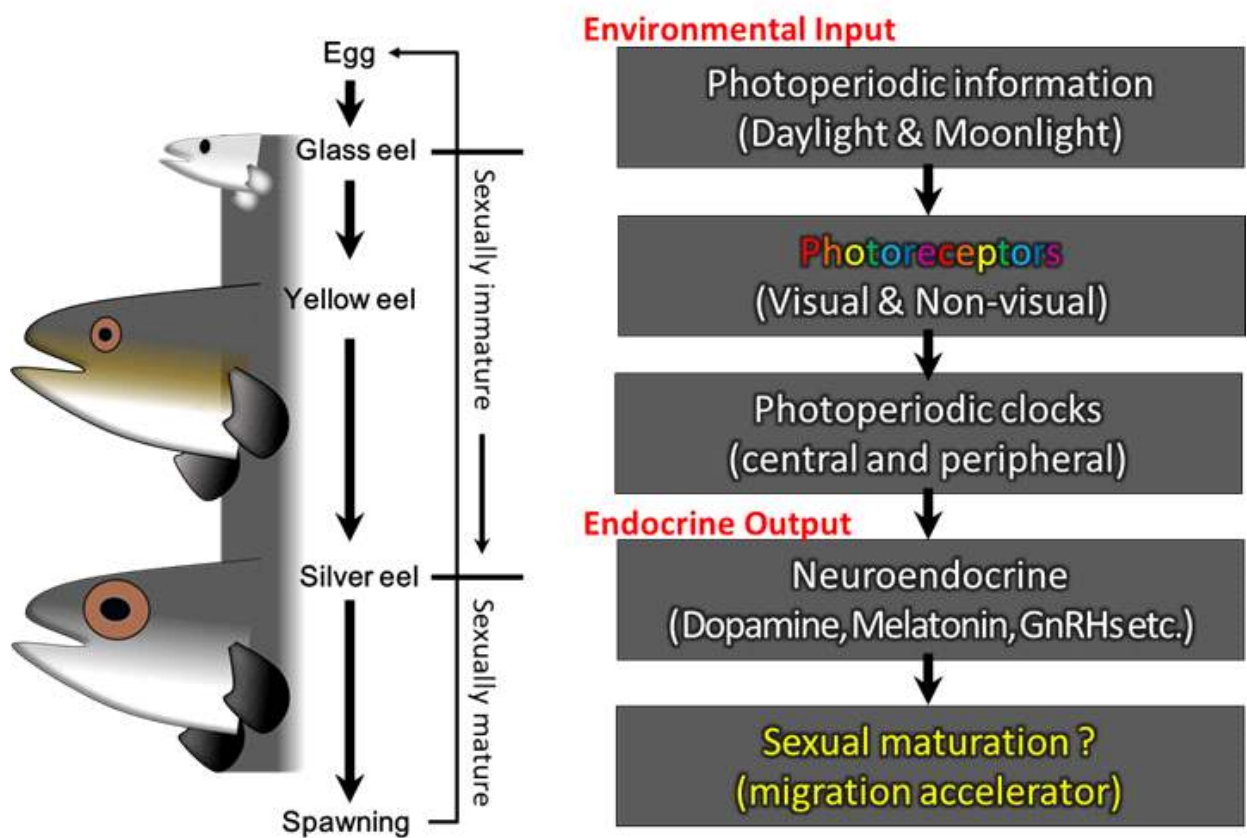 Egg
Glass eel
Yellow eel
Silver eel
Spawning
Sexually immature
Sexually mature
Environmental Input
Photoperiodic information
(Daylight & Moonlight)
Photoreceptors
(Visual & Non-visual)
Photoperiodic clocks
(central and peripheral)
Endocrine Output
Neuroendocrine
(Dopamine, Melatonin, GnRHs etc.)
Sexual maturation ?
(migration accelerator)